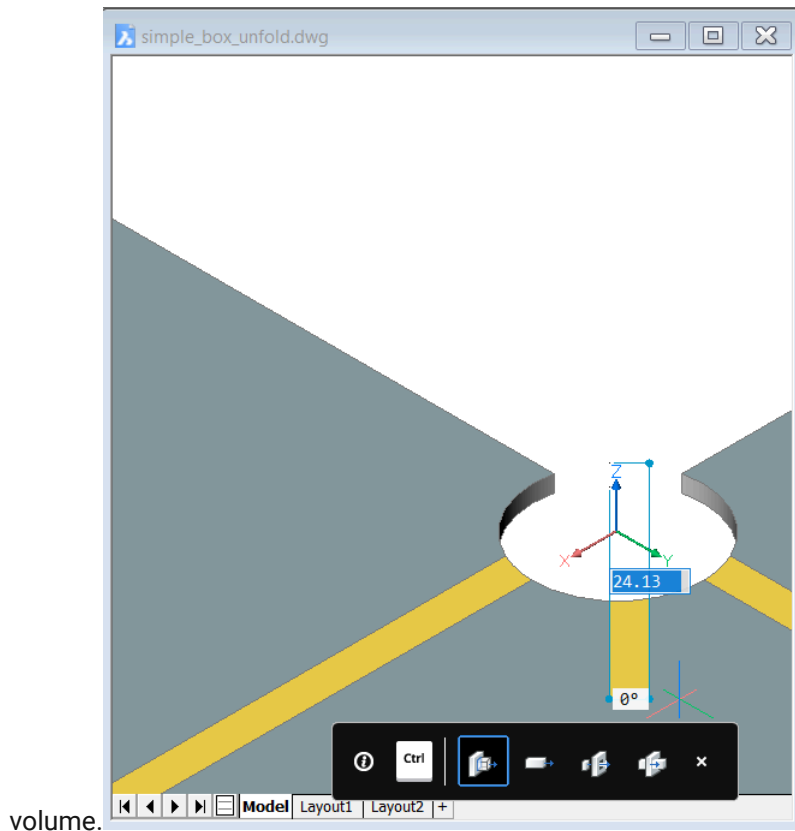 simple_box_unfold.dwg
Z
X
Y
24.13
0°
Ctrl
Model Layout1 Layout2 +
volume.